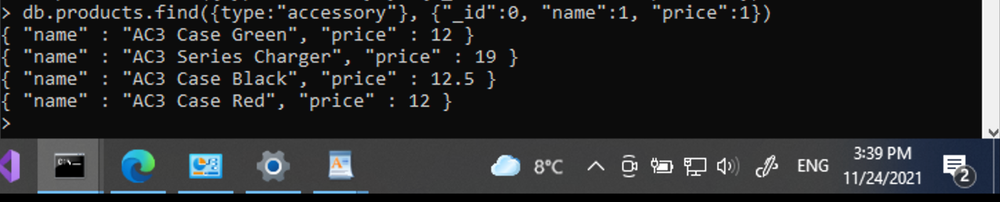 > db.products.find({type:"accessory"}, {"_id":0, "name":1, "price":1})
{ "name" : "AC3 Case Green", "price" : 12 }
{ "name" : "AC3 Series Charger", "price" : 19 }
{ "name" : "AC3 Case Black", "price" : 12.5 }
{ "name" : "AC3 Case Red", "price" : 12 }
>
8°C
ENG
3:39 PM
11/24/2021
2